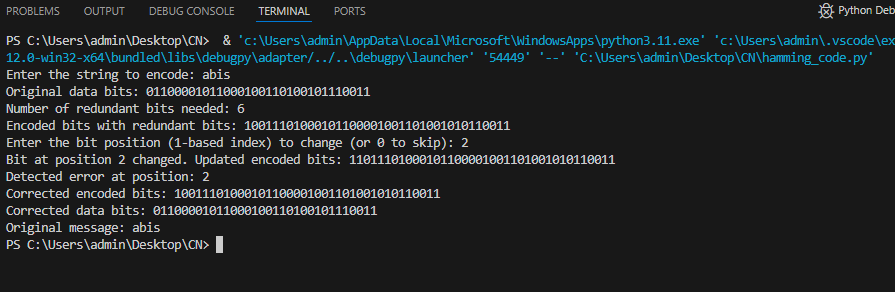 PROBLEMS OUTPUT DEBUG CONSOLE TERMINAL PORTS Python Deb
PS C:\Users\admin\Desktop\CN> & 'c:\Users\admin\AppData\Local\Microsoft\WindowsApps\python3.11.exe' 'c:\Users\admin\.vscode\ex
12.0-win32-x64\bundled\libs\debugpy\adapter/../..\debugpy\launcher' '54449' '--' 'C:\Users\admin\Desktop\CN\hamming_code.py'
Enter the string to encode: abis
Original data bits: 01100001011000100110100101110011
Number of redundant bits needed: 6
Encoded bits with redundant bits: 10011101000101100001001101001010110011
Enter the bit position (1-based index) to change (or 0 to skip): 2
Bit at position 2 changed. Updated encoded bits: 11011101000101100001001101001010110011
Detected error at position: 2
Corrected encoded bits: 10011101000101100001001101001010110011
Corrected data bits: 01100001011000100110100101110011
Original message: abis
PS C:\Users\admin\Desktop\CN>